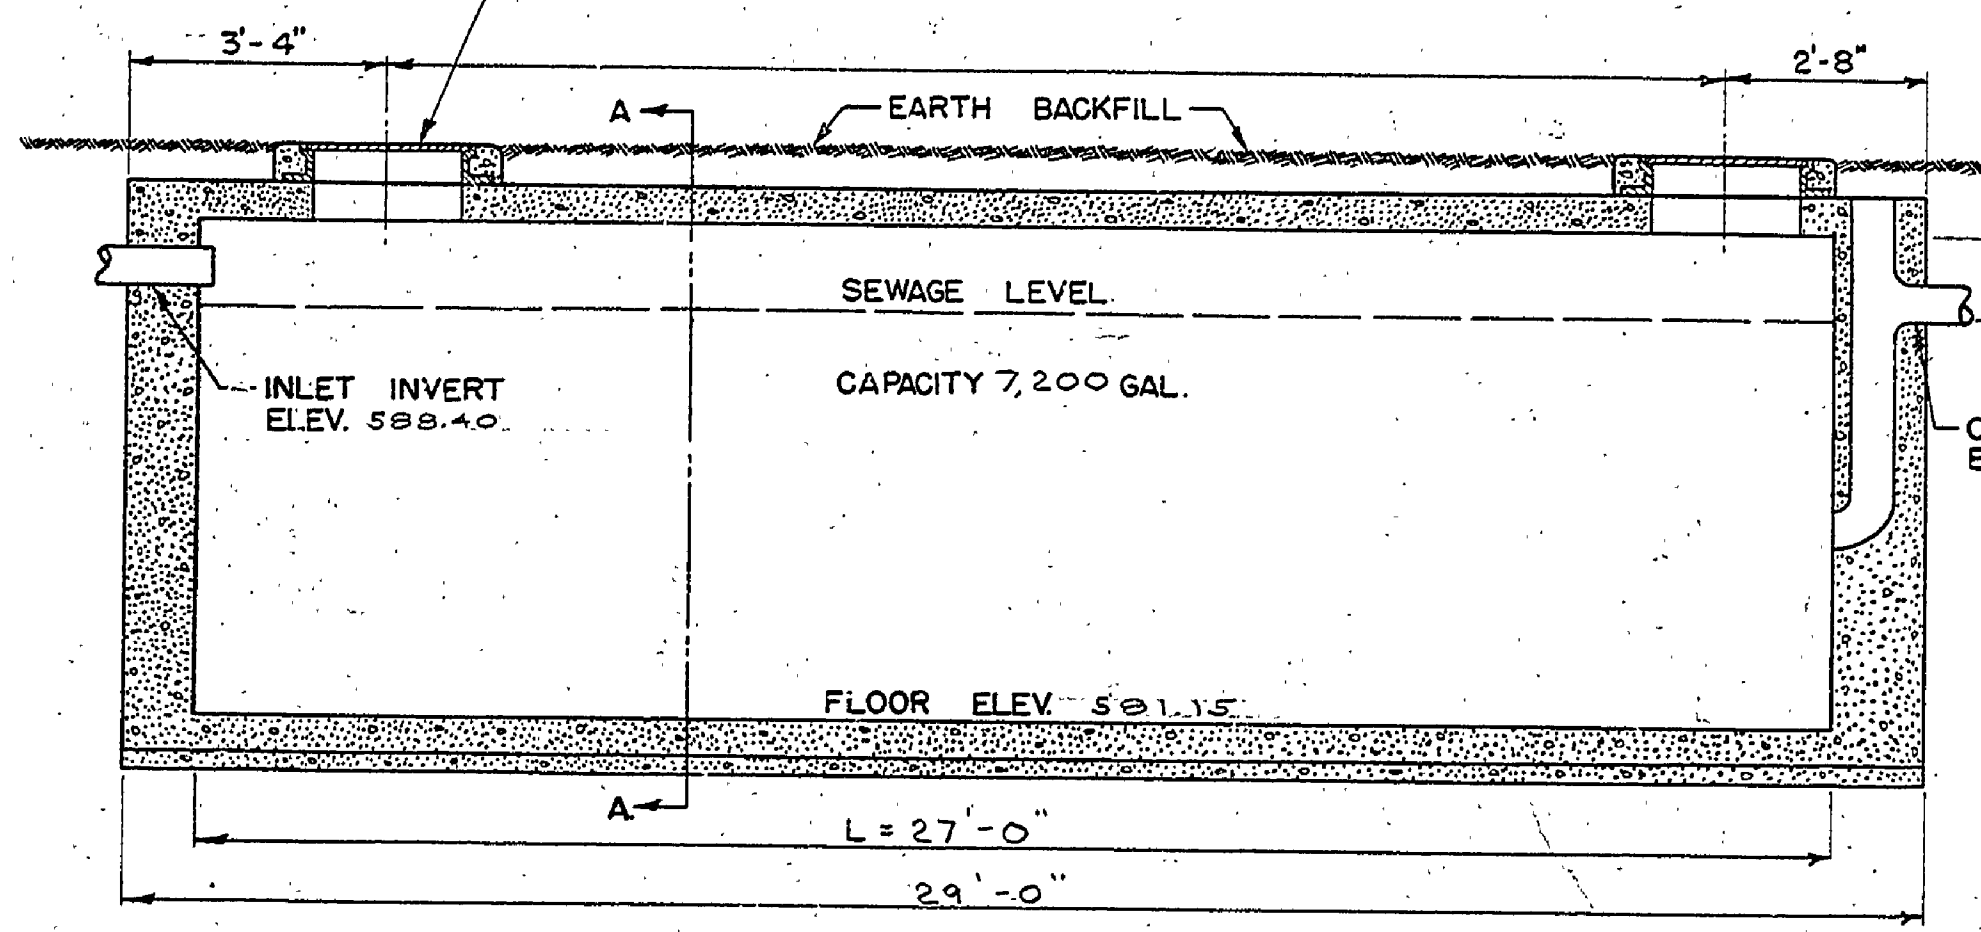 3'-4"
2'-8"
A
EARTH BACKFILL
SEWAGE LEVEL
CAPACITY 7,200 GAL.
INLET INVERT
ELEV. 588.40
FLOOR ELEV. 581.15
A
L = 27'-0"
29'-0"